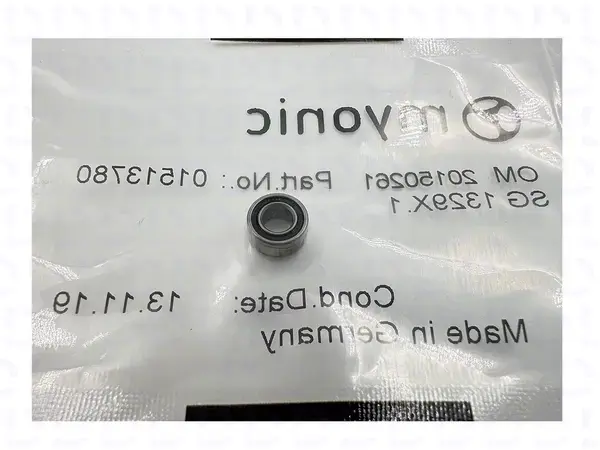 myonic
OM 20150261 Part.No.: 01513780
SG 1329X.1
Cond.Date: 13.11.19
Made in Germany